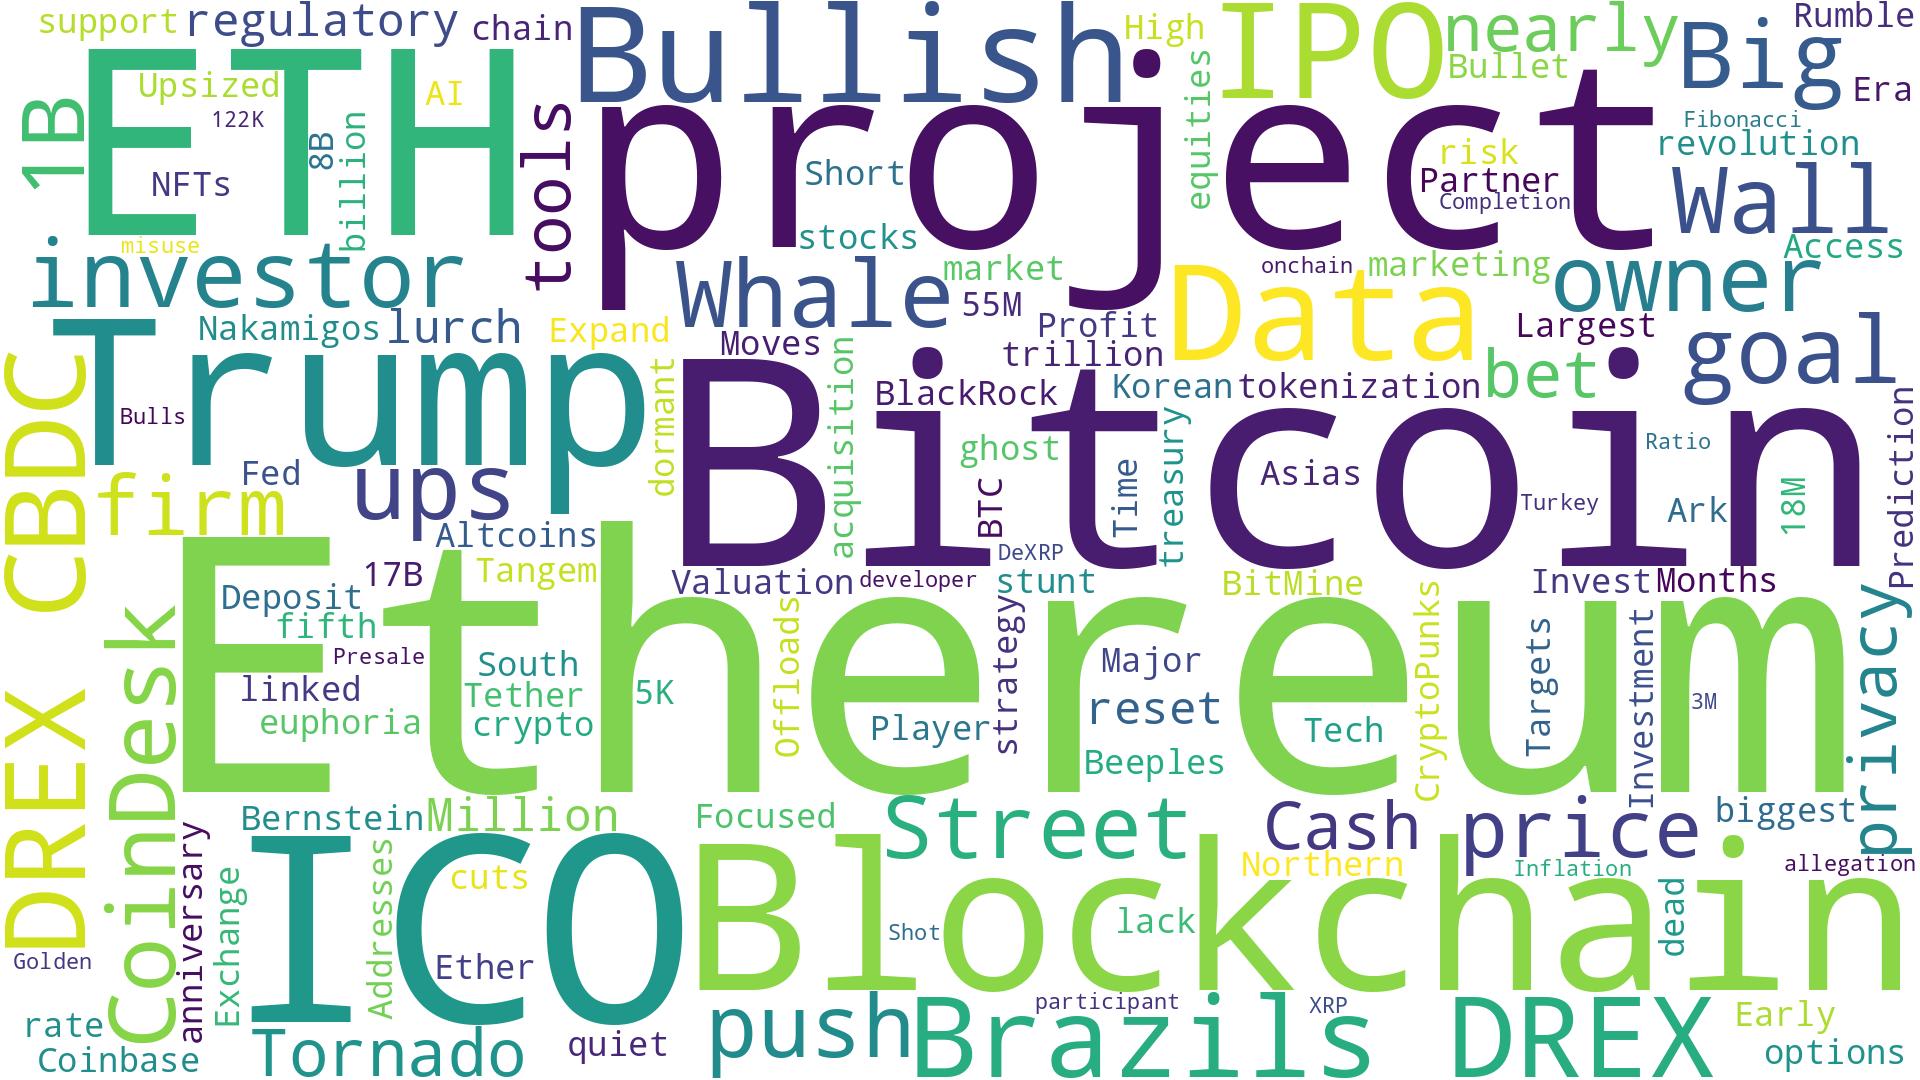 support
regulatory
chain
Bullish
High
IPO
nearly
Bullet
Big
Rumble
Era
1B
ETH
Upsized
AI
122K
NFTs
8B
billion
misuse
tools
project
Short
stocks
equities
risk
Partner
Completion
Fibonacci
revolution
Wall
Access
investor
Whale
market
55M
Data
onchain
marketing
owner
Trump
Nakamigos
lurch
Expand
Moves
Profit
trillion
Largest
goal
CBDC
Bulls
dormant
Bitcoin
acquisition
BlackRock
Korean
tokenization
bet
firm
Fed
ups
ghost
BTC
Time
treasury
Asias
Turkey
Ratio
Ark
18M
Prediction
Altcoins
17B
Tangem
Valuation
developer
DeXRP
stunt
BitMine
Invest
Months
DREX
CoinDesk
Ethereum
Deposit
fifth
Presale
linked
euphoria
South
Tether
crypto
5K
Offloads
Player
strategy
Major
reset
Beeples
Tech
CryptoPunks
Targets
Investment
3M
privacy
Bernstein
Million
Focused
Street
Cash
price
biggest
Northern
Inflation
allegation
anniversary
Exchange
ICO
Addresses
cuts
Ether
Blockchain
Shot
lack
dead
Golden
rate
Coinbase
Tornado
quiet
push
Brazils
participant
XRP
DREX
Early
options